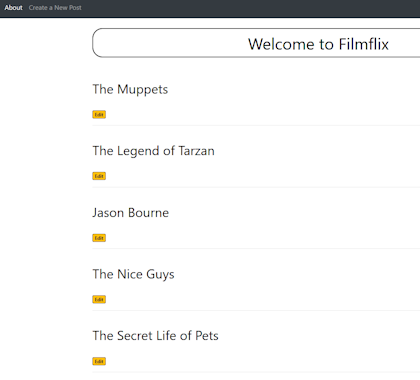 About Create a New Post
Welcome to Filmflix
The Muppets
Edit
The Legend of Tarzan
Edit
Jason Bourne
Edit
The Nice Guys
Edit
The Secret Life of Pets
Edit